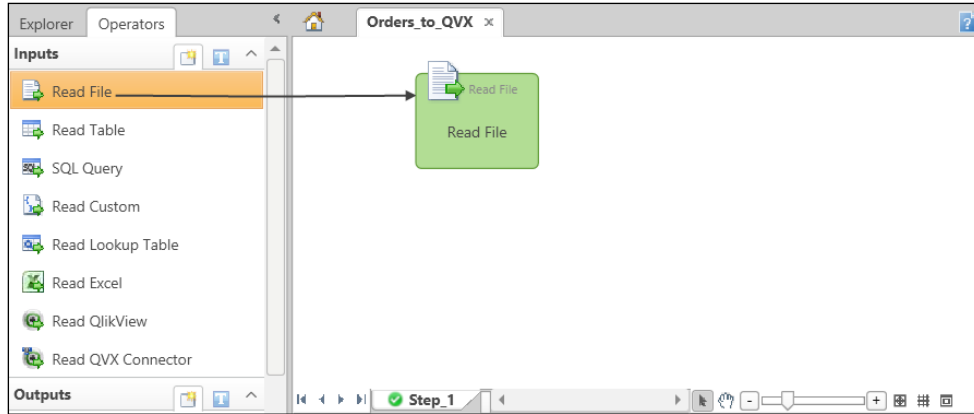 Explorer
Operators
Inputs
Read File
Read Table
SQL Query
Read Custom
Read Lookup Table
Read Excel
Read QlikView
Read QVX Connector
Outputs
Orders_to_QVX
Read File
Read File
Step_1